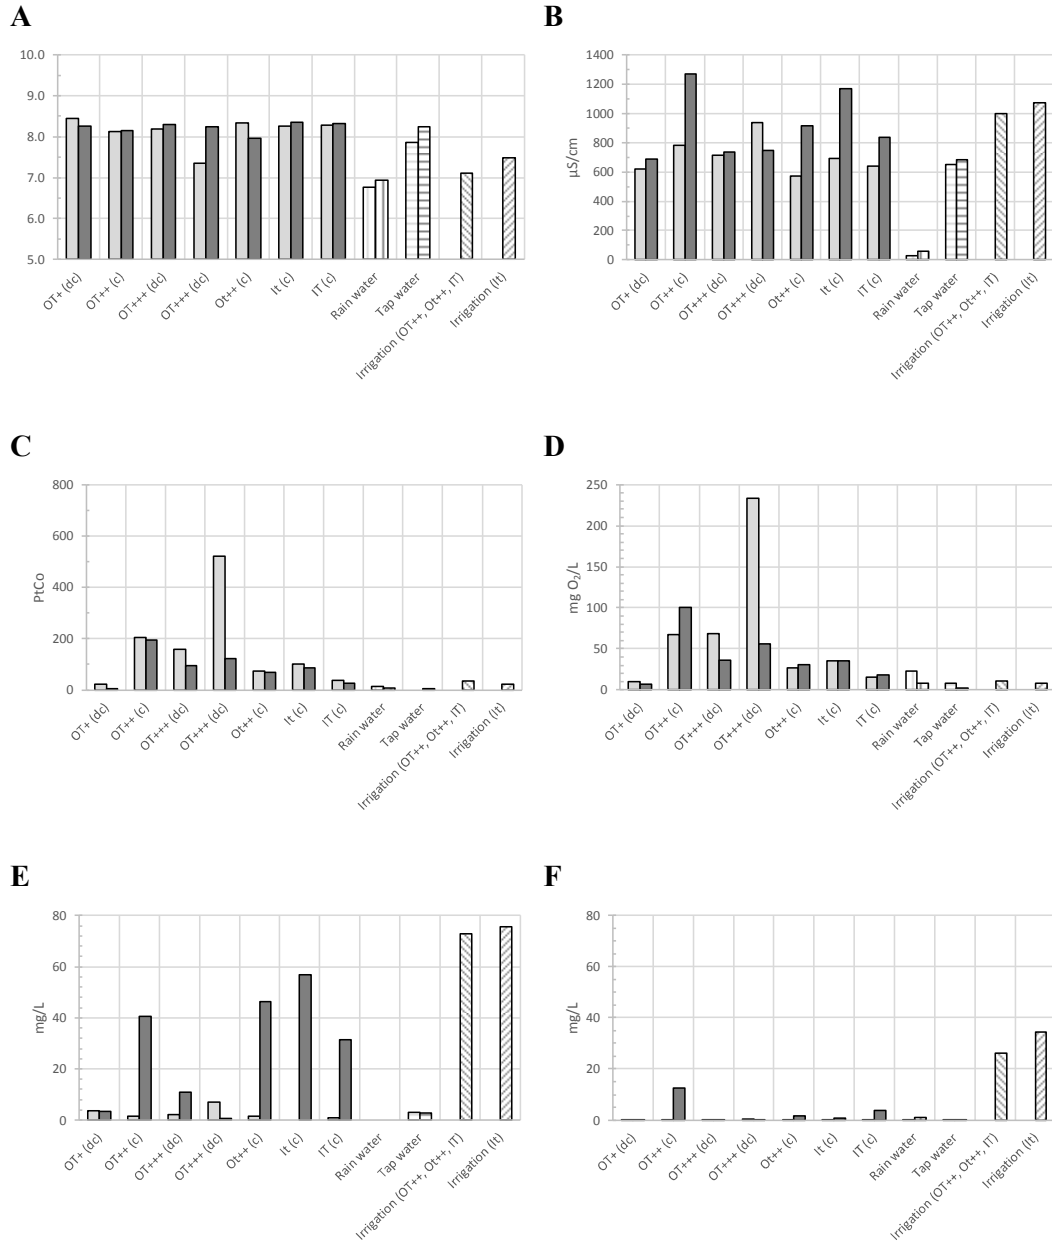 A
10.0
9.0
8.0
7.0
6.0
5.0
OT+ (dc)
OT++ (c)
OT+++ (dc)
OT+++ (dc)
Ot++ (c)
It (c)
IT (c)
Rain water
Tap water
Irrigation (OT++, Ot++, IT)
Irrigation (It)
B
µS/cm
1400
1200
1000
800
600
400
200
0
OT+ (dc)
OT++ (c)
OT+++ (dc)
OT+++ (dc)
Ot++ (c)
It (c)
IT (c)
Rain water
Tap water
Irrigation (OT++, Ot++, IT)
Irrigation (It)
C
PtCo
800
600
400
200
0
OT+ (dc)
OT++ (c)
OT+++ (dc)
OT+++ (dc)
Ot++ (c)
It (c)
IT (c)
Rain water
Tap water
Irrigation (OT++, Ot++, IT)
Irrigation (It)
D
mg O₂/L
250
200
150
100
50
0
OT+ (dc)
OT++ (c)
OT+++ (dc)
OT+++ (dc)
Ot++ (c)
It (c)
IT (c)
Rain water
Tap water
Irrigation (OT++, Ot++, IT)
Irrigation (It)
E
mg/L
80
60
40
20
0
OT+ (dc)
OT++ (c)
OT+++ (dc)
OT+++ (dc)
Ot++ (c)
It (c)
IT (c)
Rain water
Tap water
Irrigation (OT++, Ot++, IT)
Irrigation (It)
F
mg/L
80
60
40
20
0
OT+ (dc)
OT++ (c)
OT+++ (dc)
OT+++ (dc)
Ot++ (c)
It (c)
IT (c)
Rain water
Tap water
Irrigation (OT++, Ot++, IT)
Irrigation (It)